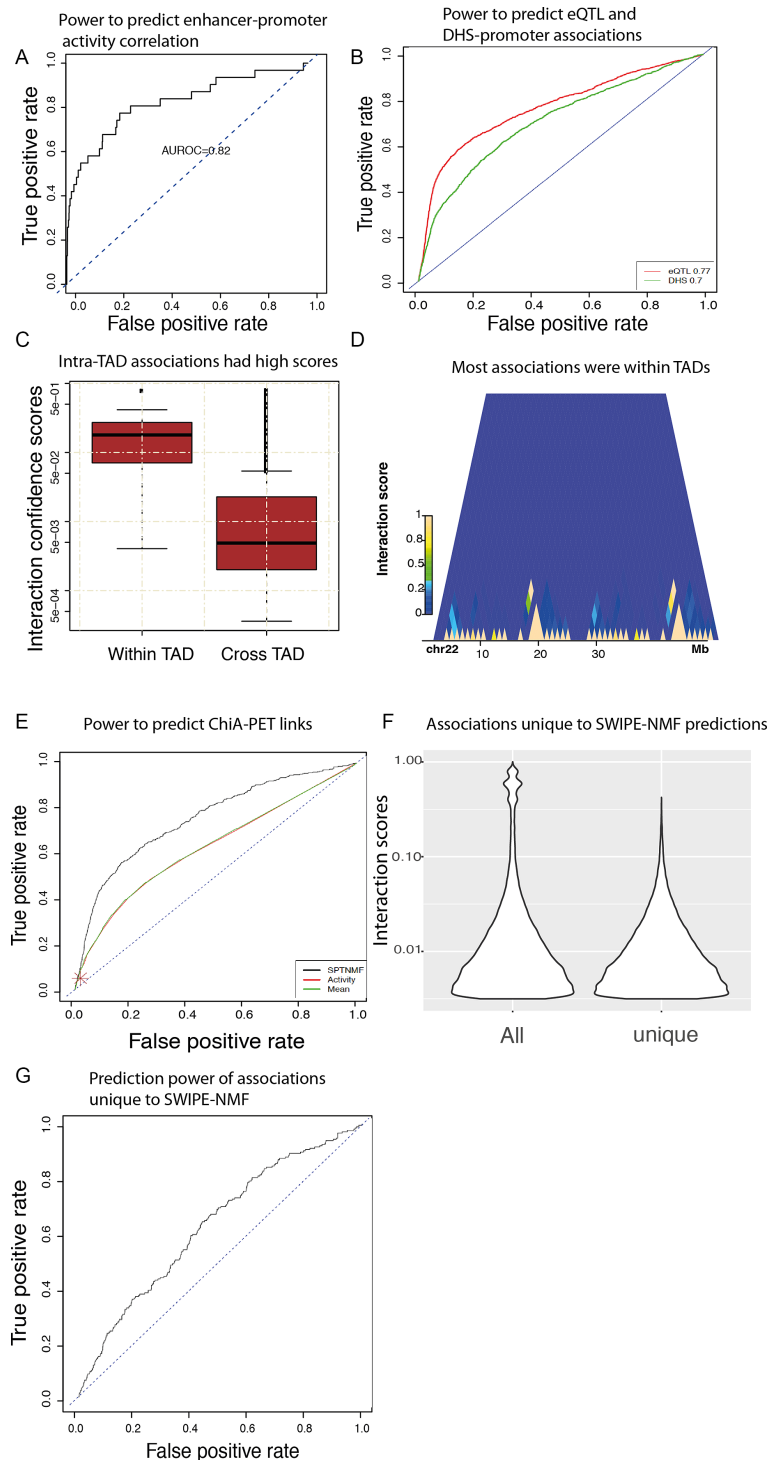 A
Power to predict enhancer-promoter
activity correlation
True positive rate
1.0
0.8
0.6
0.4
0.2
0.0
AUROC=0.82
0.0 0.2 0.4 0.6 0.8 1.0
False positive rate
B
Power to predict eQTL and
DHS-promoter associations
True positive rate
1.0
0.8
0.6
0.4
0.2
0.0
eQTL 0.77
DHS 0.7
0.0 0.2 0.4 0.6 0.8 1.0
False positive rate
C
Intra-TAD associations had high scores
Interaction confidence scores
5e-01
5e-02
5e-03
5e-04
Within TAD Cross TAD
D
Most associations were within TADs
Interaction score
1
0.8
0.5
0.2
0
chr22 10 20 30 Mb
E
Power to predict ChiA-PET links
True positive rate
1.0
0.8
0.6
0.4
0.2
0.0
SPTNMF
Activity
Mean
0.0 0.2 0.4 0.6 0.8 1.0
False positive rate
F
Associations unique to SWIPE-NMF predictions
Interaction scores
1.00
0.10
0.01
All unique
G
Prediction power of associations
unique to SWIPE-NMF
True positive rate
1.0
0.8
0.6
0.4
0.2
0.0
0.0 0.2 0.4 0.6 0.8 1.0
False positive rate